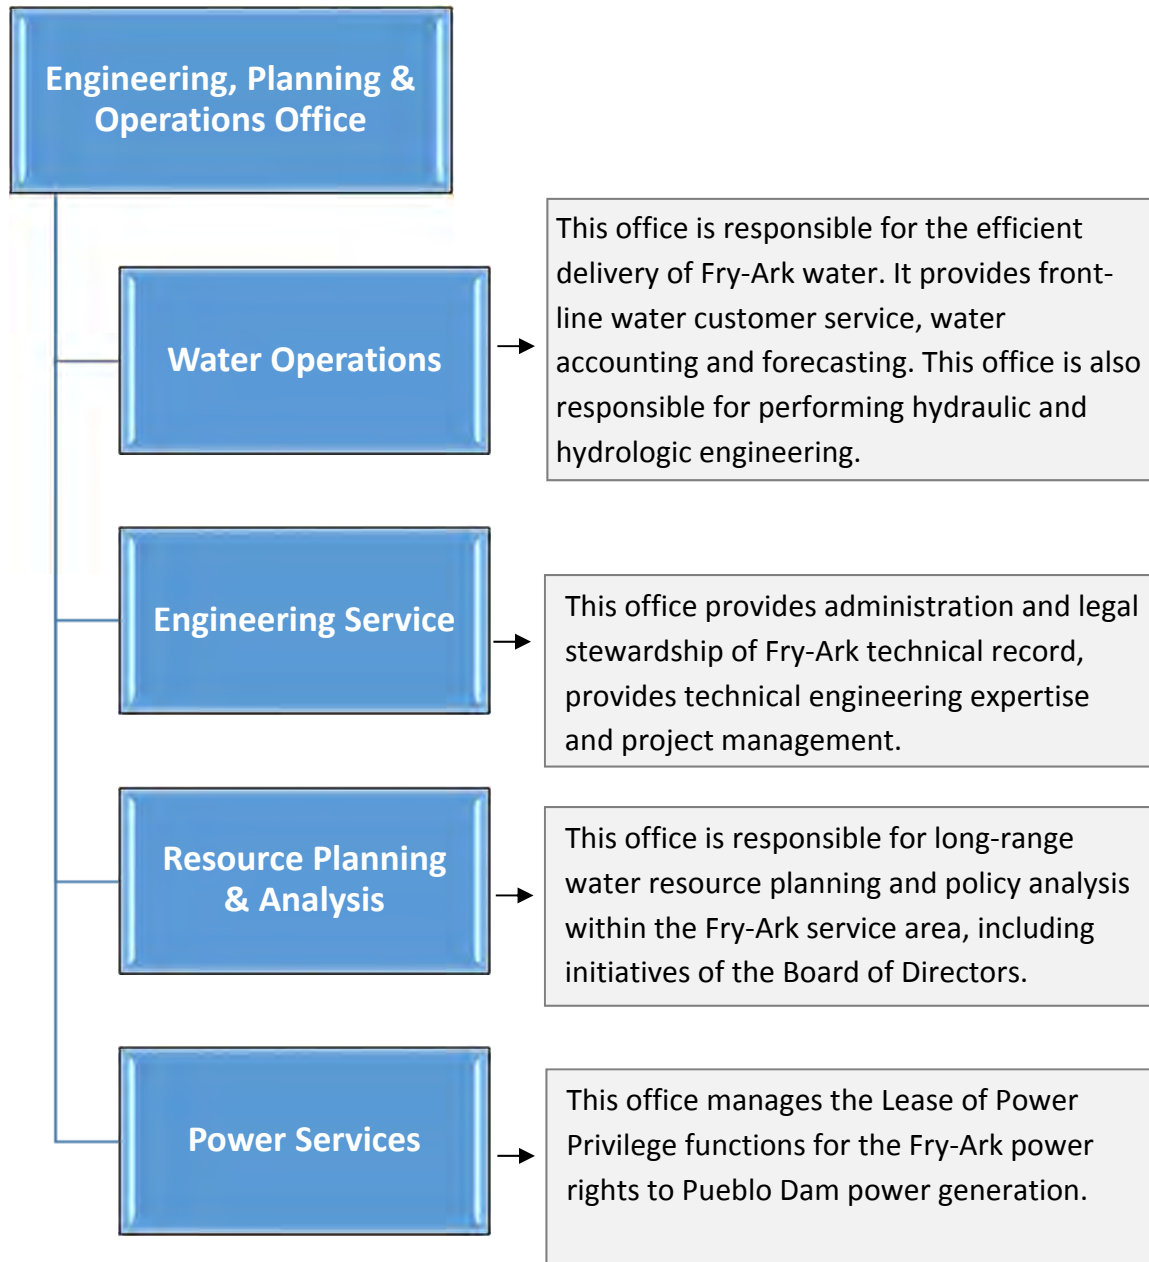 Engineering, Planning &
Operations Office
Water Operations
This office is responsible for the efficient
delivery of Fry-Ark water. It provides front-
line water customer service, water
accounting and forecasting. This office is also
responsible for performing hydraulic and
hydrologic engineering.
Engineering Service
This office provides administration and legal
stewardship of Fry-Ark technical record,
provides technical engineering expertise
and project management.
Resource Planning
& Analysis
This office is responsible for long-range
water resource planning and policy analysis
within the Fry-Ark service area, including
initiatives of the Board of Directors.
Power Services
This office manages the Lease of Power
Privilege functions for the Fry-Ark power
rights to Pueblo Dam power generation.